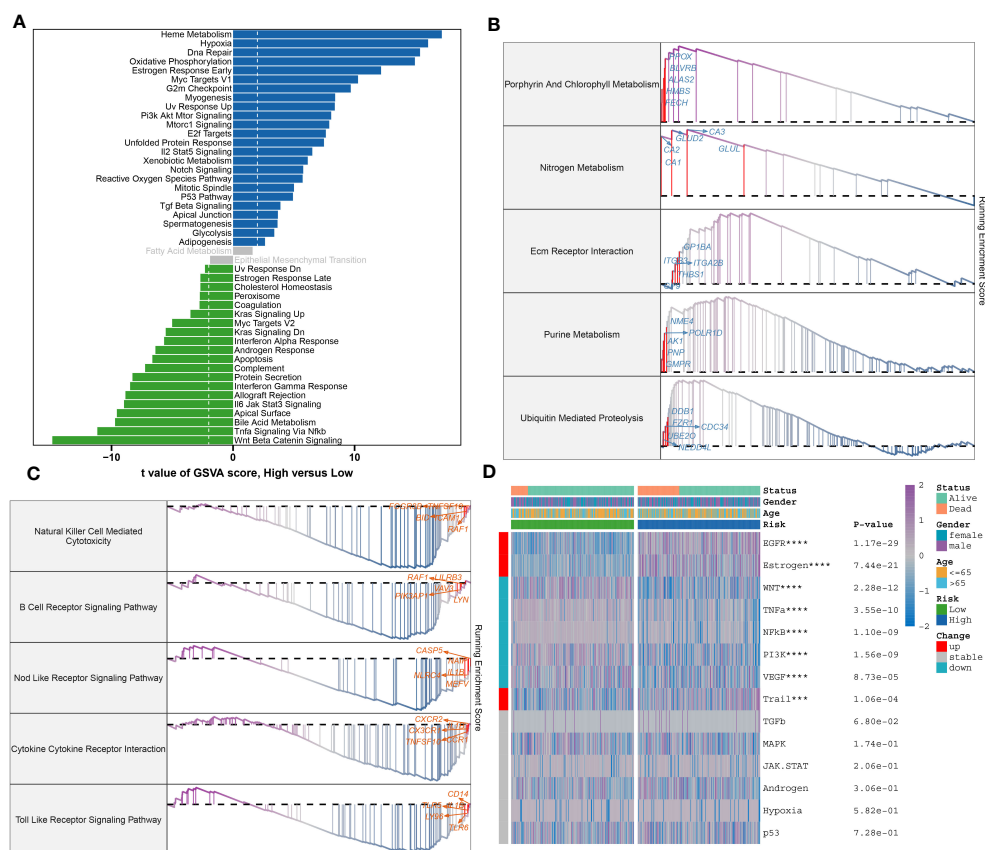 A
Heme Metabolism
Hypoxia
Dna Repair
Oxidative Phosphorylation
Estrogen Response Early
Myc Targets V1
G2m Checkpoint
Myogenesis
Uv Response Up
Pi3k Akt Mtor Signaling
Mtorc1 Signaling
E2f Targets
Unfolded Protein Response
Il2 Stat5 Signaling
Xenobiotic Metabolism
Notch Signaling
Reactive Oxygen Species Pathway
Mitotic Spindle
P53 Pathway
Tgf Beta Signaling
Apical Junction
Spermatogenesis
Glycolysis
Adipogenesis
Fatty Acid Metabolism
Epithelial Mesenchymal Transition
Uv Response Dn
Estrogen Response Late
Cholesterol Homeostasis
Peroxisome
Coagulation
Kras Signaling Up
Myc Targets V2
Kras Signaling Dn
Interferon Alpha Response
Androgen Response
Apoptosis
Complement
Protein Secretion
Interferon Gamma Response
Allograft Rejection
Il6 Jak Stat3 Signaling
Apical Surface
Bile Acid Metabolism
Tnfa Signaling Via Nfkb
Wnt Beta Catenin Signaling
−10 0 10
t value of GSVA score, High versus Low
B
Porphyrin And Chlorophyll Metabolism
PPOX
BLVRB
ALAS2
HMBS
FECH
Nitrogen Metabolism
CA3
GLUD2
CA2
GLUL
CA1
Ecm Receptor Interaction
GP1BA
ITGB3
ITGA2B
THBS1
Purine Metabolism
NME4
POLR1D
AK1
PNP
GMPR
Ubiquitin Mediated Proteolysis
DDB1
FZR1
CDC34
UBE2O
NEDD4L
Running Enrichment Score
C
Natural Killer Cell Mediated
Cytotoxicity
RAF1
B Cell Receptor Signaling Pathway
RAF1
LILRB3
PIK3AP1
LYN
Nod Like Receptor Signaling Pathway
CASP5
IL1B
MEFV
Cytokine Cytokine Receptor Interaction
CXCR2
CX3CR1
CCR1
Toll Like Receptor Signaling Pathway
CD14
LY96
TLR6
Running Enrichment Score
D
Status
Gender
Age
Risk P-value
EGFR**** 1.17e-29
Estrogen**** 7.44e-21
WNT**** 2.28e-12
TNFa**** 3.55e-10
NFkB**** 1.10e-09
PI3K**** 1.56e-09
VEGF**** 8.73e-05
Trail*** 1.06e-04
TGFb 6.80e-02
MAPK 1.74e-01
JAK.STAT 2.06e-01
Androgen 3.06e-01
Hypoxia 5.82e-01
p53 7.28e-01
2
1
0
−1
−2
Status
Alive
Dead
Gender
female
male
Age
<=65
>65
Risk
Low
High
Change
up
stable
down